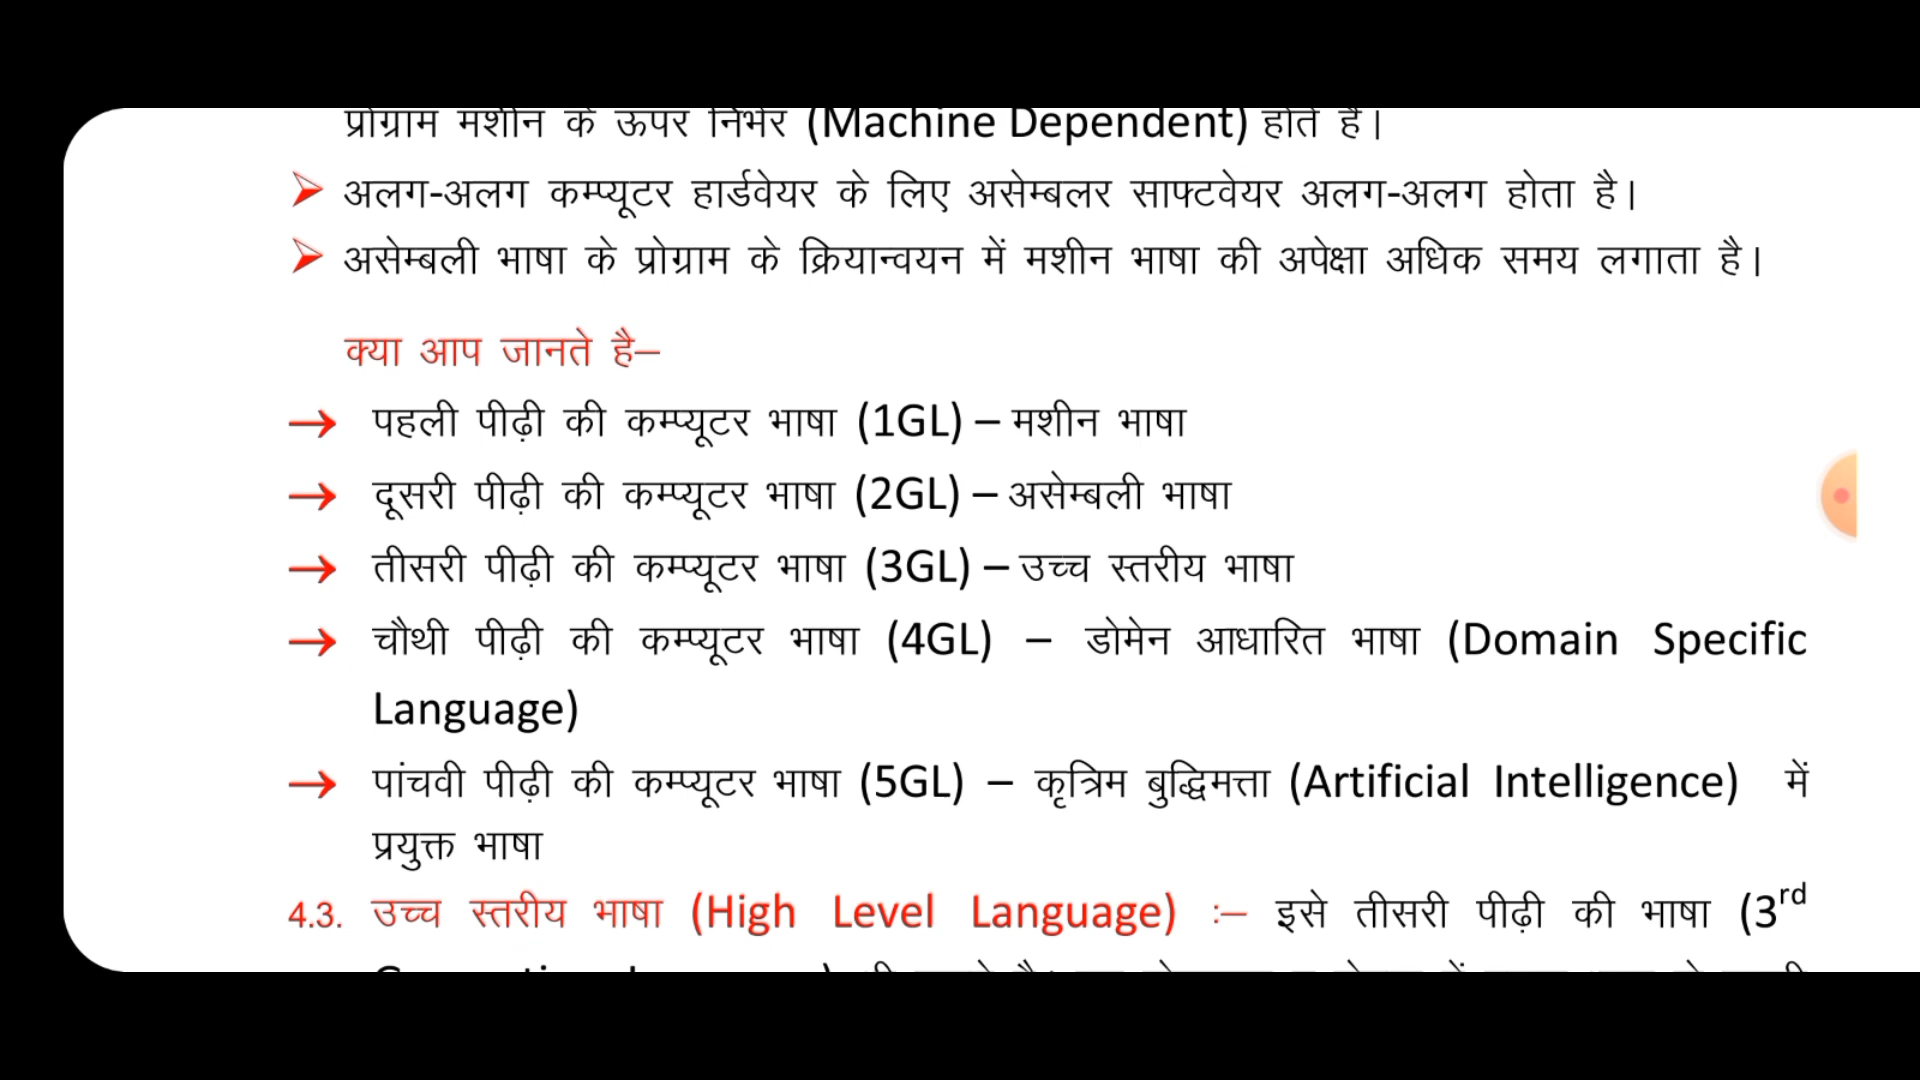 प्रोग्राम मशीन के ऊपर निर्भर (Machine Dependent) होते है।
अलग-अलग कम्प्यूटर हार्डवेयर के लिए असेम्बलर साफ्टवेयर अलग-अलग होता है।
असेम्बली भाषा के प्रोग्राम के क्रियान्वयन में मशीन भाषा की अपेक्षा अधिक समय लगाता है।
क्या आप जानते है–
→ पहली पीढ़ी की कम्प्यूटर भाषा (1GL) – मशीन भाषा
→ दूसरी पीढ़ी की कम्प्यूटर भाषा (2GL) – असेम्बली भाषा
→ तीसरी पीढ़ी की कम्प्यूटर भाषा (3GL) – उच्च स्तरीय भाषा
→ चौथी पीढ़ी की कम्प्यूटर भाषा (4GL) – डोमेन आधारित भाषा (Domain Specific
Language)
→ पांचवी पीढ़ी की कम्प्यूटर भाषा (5GL) – कृत्रिम बुद्धिमत्ता (Artificial Intelligence) में
प्रयुक्त भाषा
4.3. उच्च स्तरीय भाषा (High Level Language) :– इसे तीसरी पीढ़ी की भाषा (3rd